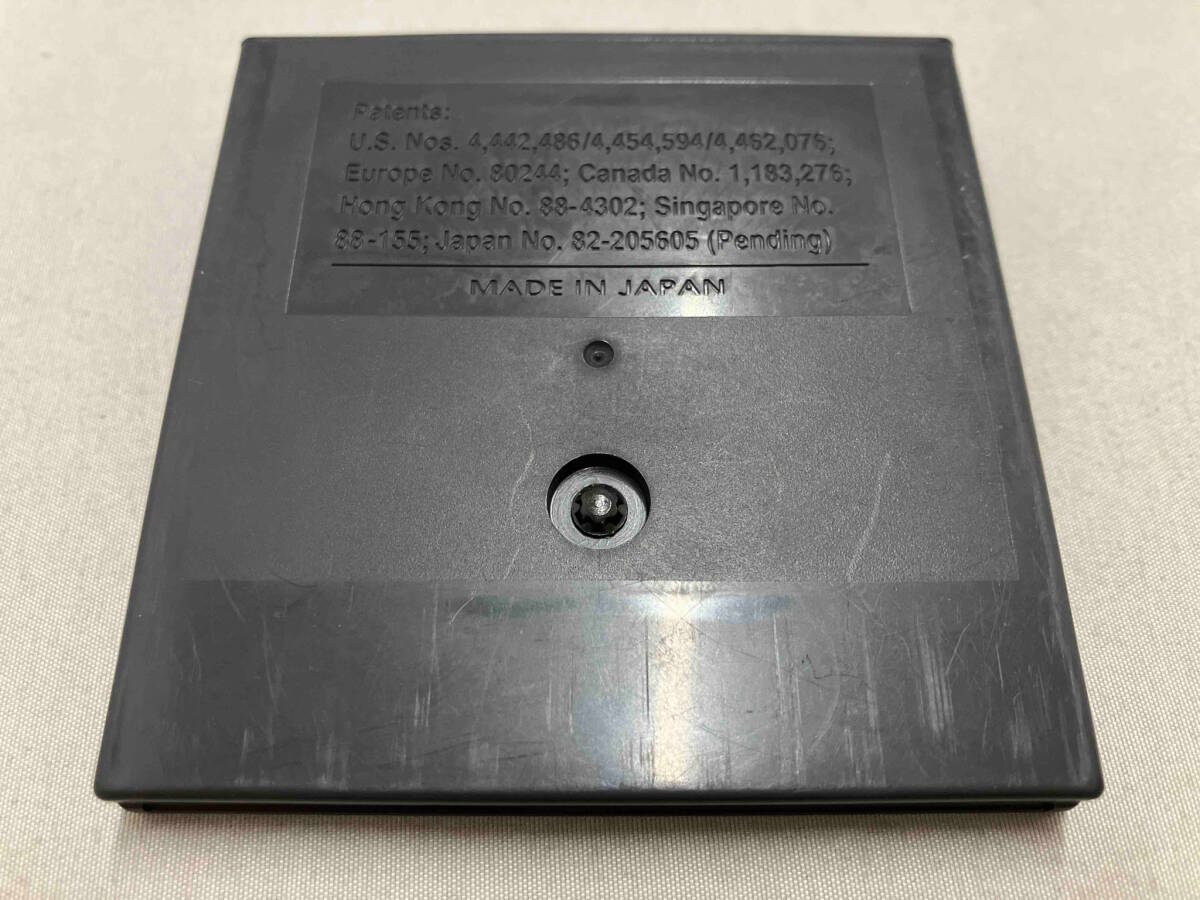 Patents:
U.S. Nos. 4,442,486/4,454,594/4,462,076;
Europe No. 80244; Canada No. 1,183,276;
Hong Kong No. 88-4302; Singapore No.
88-155; Japan No. 82-205605 (Pending)
MADE IN JAPAN